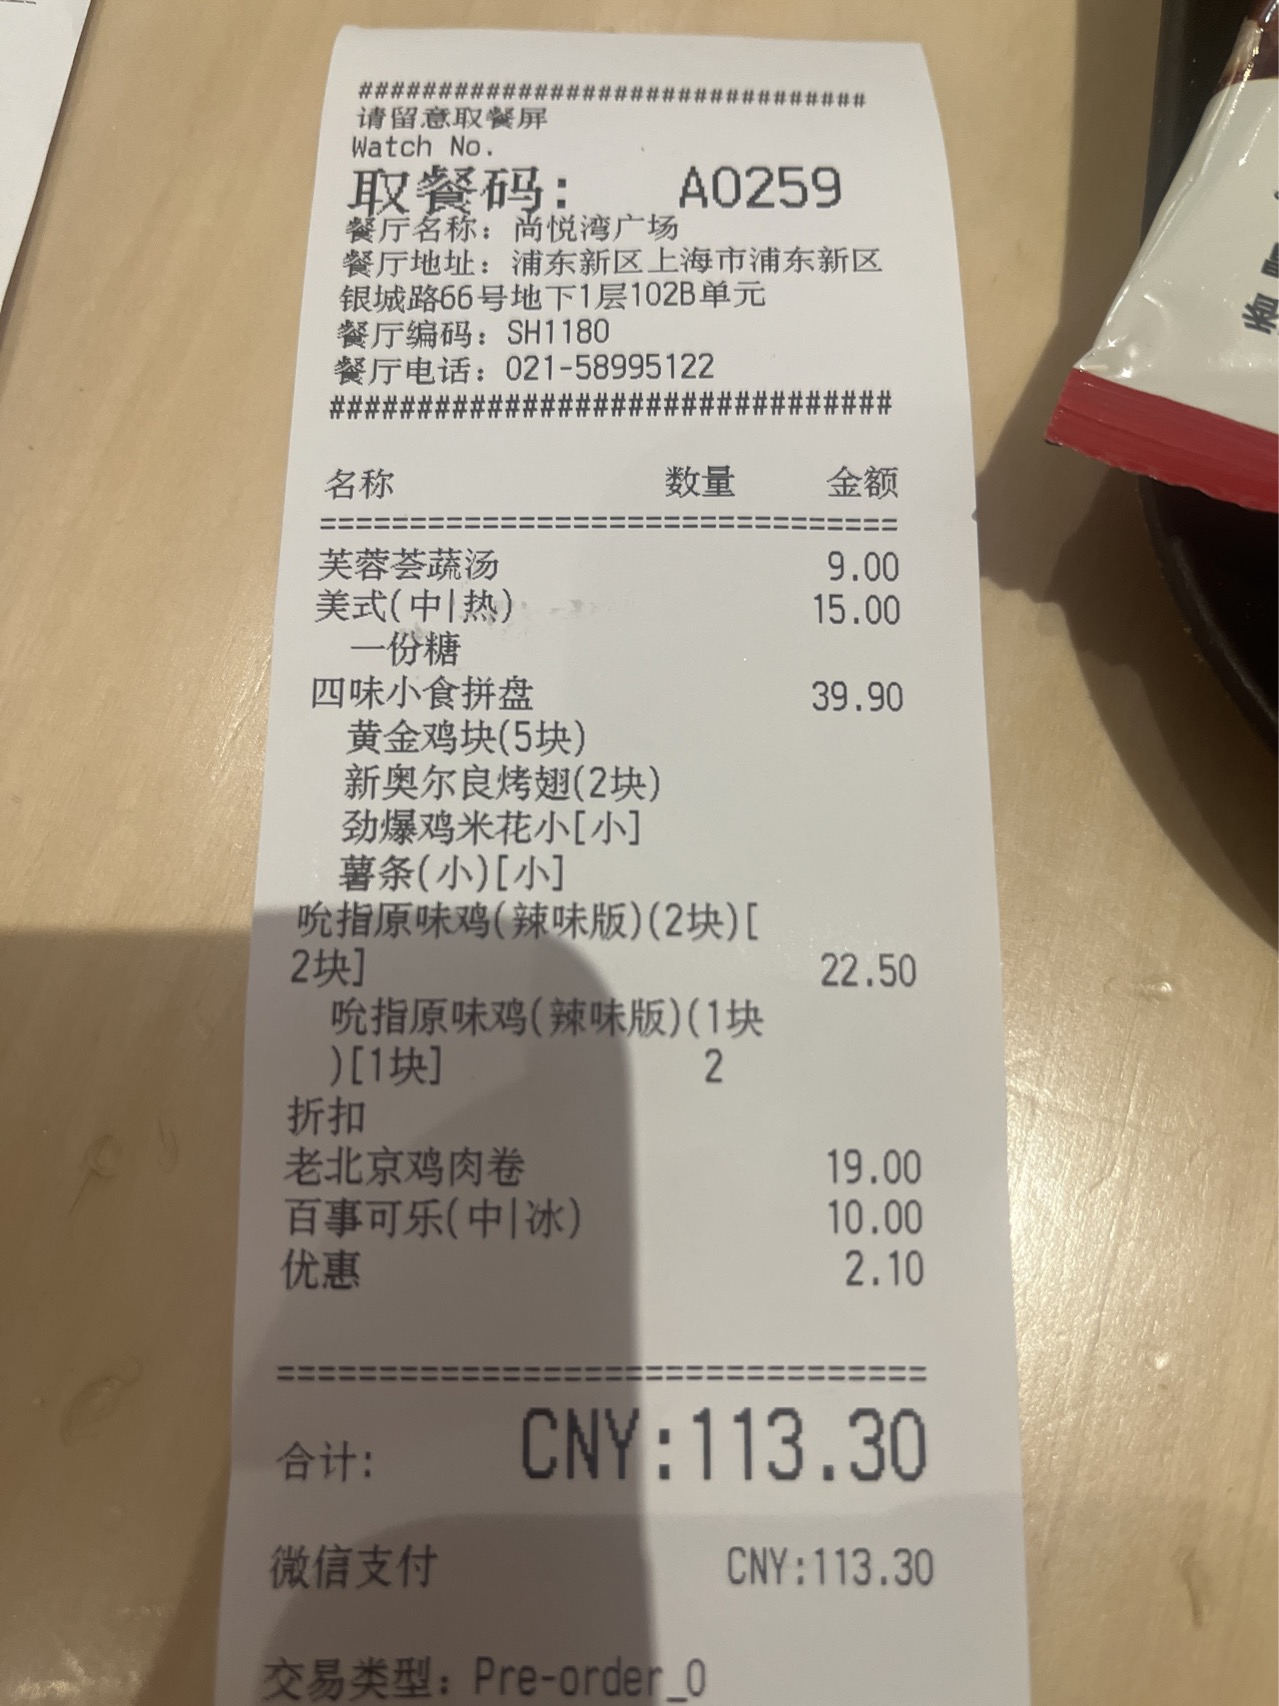 ##################################
请留意取餐屏
Watch No.
取餐码: A0259
餐厅名称: 尚悦湾广场
餐厅地址: 浦东新区上海市浦东新区
银城路66号地下1层102B单元
餐厅编码: SH1180
餐厅电话: 021-58995122
##################################
名称 数量 金额
================================
芙蓉荟蔬汤 9.00
美式(中|热) 15.00
一份糖
四味小食拼盘 39.90
黄金鸡块(5块)
新奥尔良烤翅(2块)
劲爆鸡米花小[小]
薯条(小)[小]
吮指原味鸡(辣味版)(2块)[
2块] 22.50
吮指原味鸡(辣味版)(1块
)[1块] 2
折扣
老北京鸡肉卷 19.00
百事可乐(中|冰) 10.00
优惠 2.10
================================
合计: CNY:113.30
微信支付 CNY:113.30
交易类型: Pre-order_0